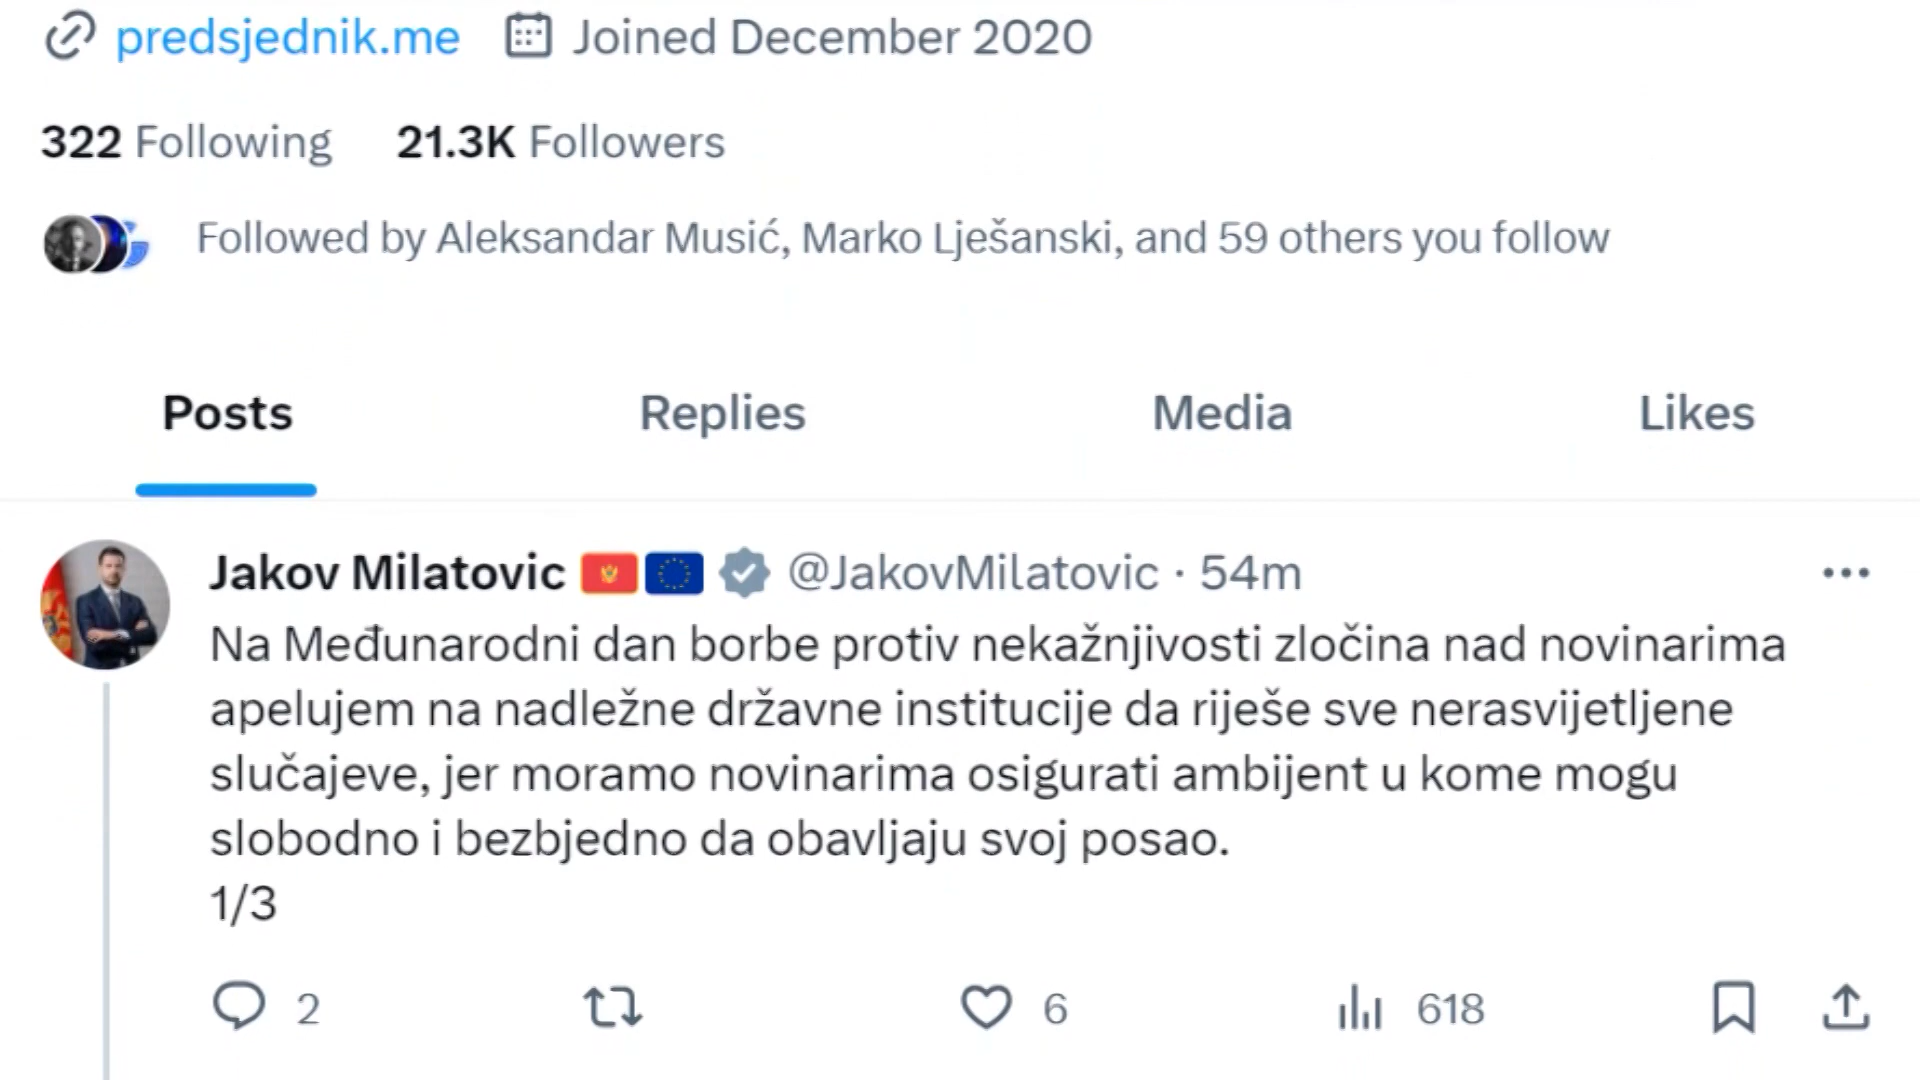 predsjednik.me Joined December 2020
322 Following 21.3K Followers
Followed by Aleksandar Musić, Marko Lješanski, and 59 others you follow
Posts Replies Media Likes
Jakov Milatovic @JakovMilatovic · 54m
Na Međunarodni dan borbe protiv nekažnjivosti zločina nad novinarima
apelujem na nadležne državne institucije da riješe sve nerasvijetljene
slučajeve, jer moramo novinarima osigurati ambijent u kome mogu
slobodno i bezbjedno da obavljaju svoj posao.
1/3
2 6 618